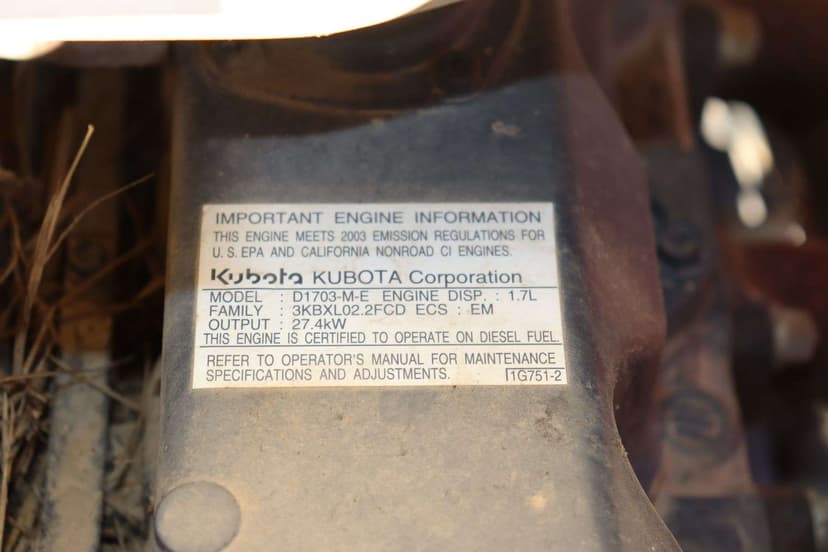 IMPORTANT ENGINE INFORMATION
THIS ENGINE MEETS 2003 EMISSION REGULATIONS FOR
U.S. EPA AND CALIFORNIA NONROAD CI ENGINES.
Kubota KUBOTA Corporation
MODEL : D1703-M-E ENGINE DISP. : 1.7L
FAMILY : 3KBXL02.2FCD ECS : EM
OUTPUT : 27.4kW
THIS ENGINE IS CERTIFIED TO OPERATE ON DIESEL FUEL.
REFER TO OPERATOR'S MANUAL FOR MAINTENANCE
SPECIFICATIONS AND ADJUSTMENTS. 1G751-2